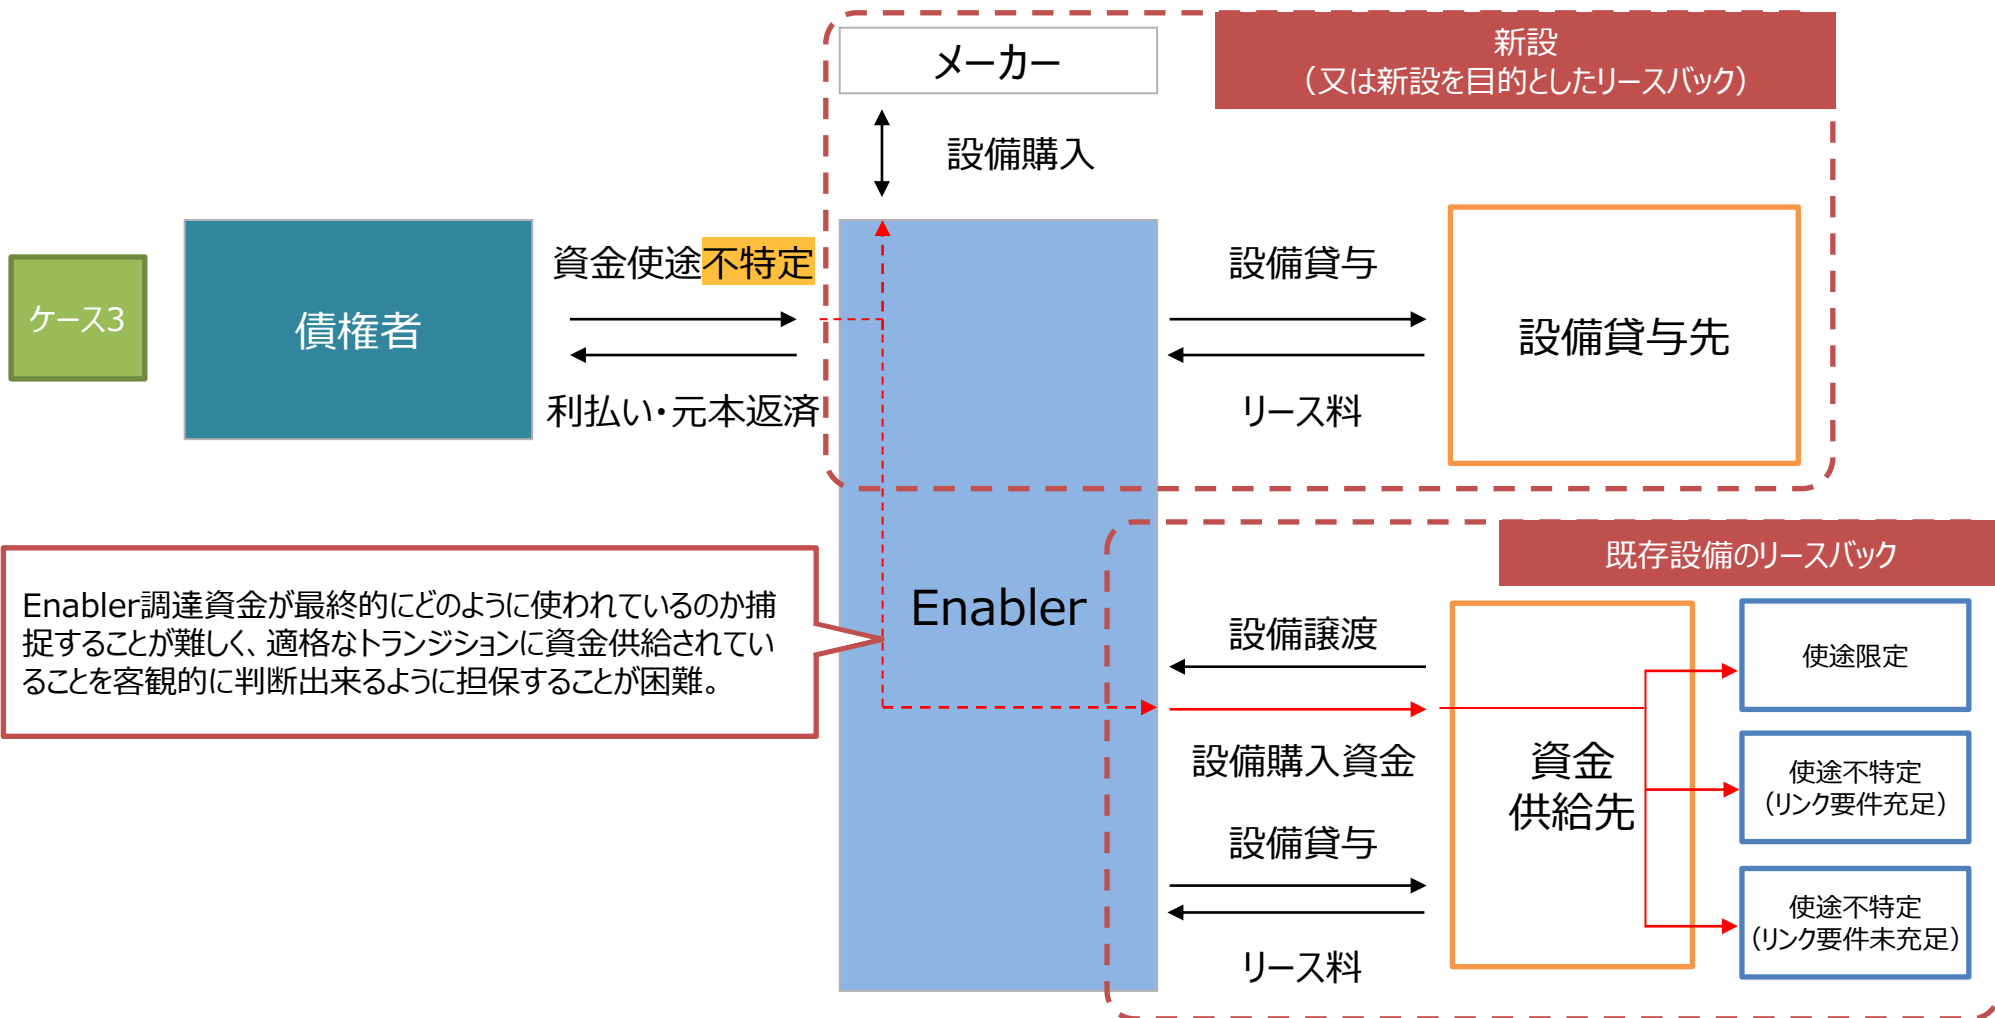 新設
（又は新設を目的としたリースバック）
メーカー
設備購入
ケース3
債権者
資金使途不特定
利払い・元本返済
設備貸与
リース料
設備貸与先
Enabler
Enabler調達資金が最終的にどのように使われているのか捕
捉することが難しく、適格なトランジションに資金供給されてい
ることを客観的に判断出来るように担保することが困難。
既存設備のリースバック
設備譲渡
設備購入資金
設備貸与
リース料
資金
供給先
使途限定
使途不特定
（リンク要件充足）
使途不特定
（リンク要件未充足）